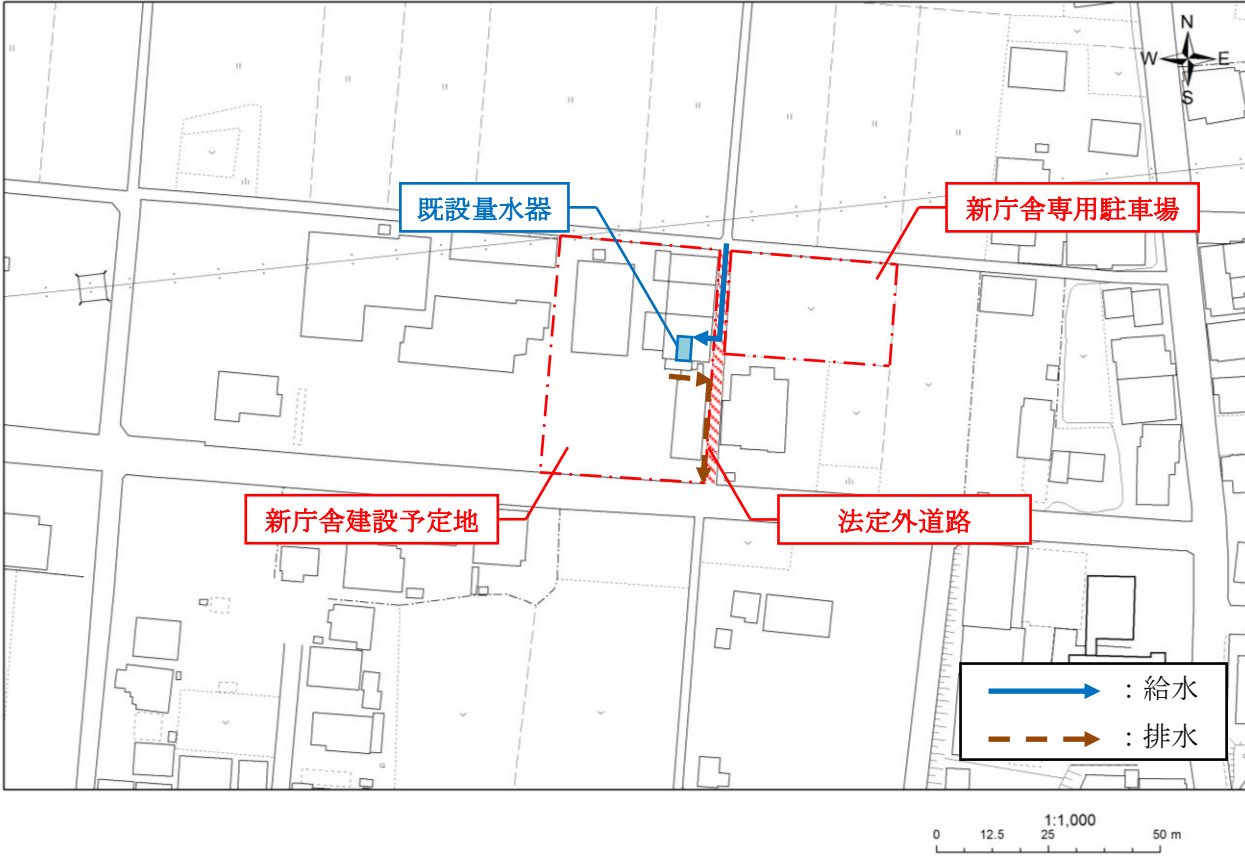 N
W
E
S
既設量水器
新庁舎専用駐車場
新庁舎建設予定地
法定外道路
：給水
：排水
1:1,000
0 12.5 25 50 m